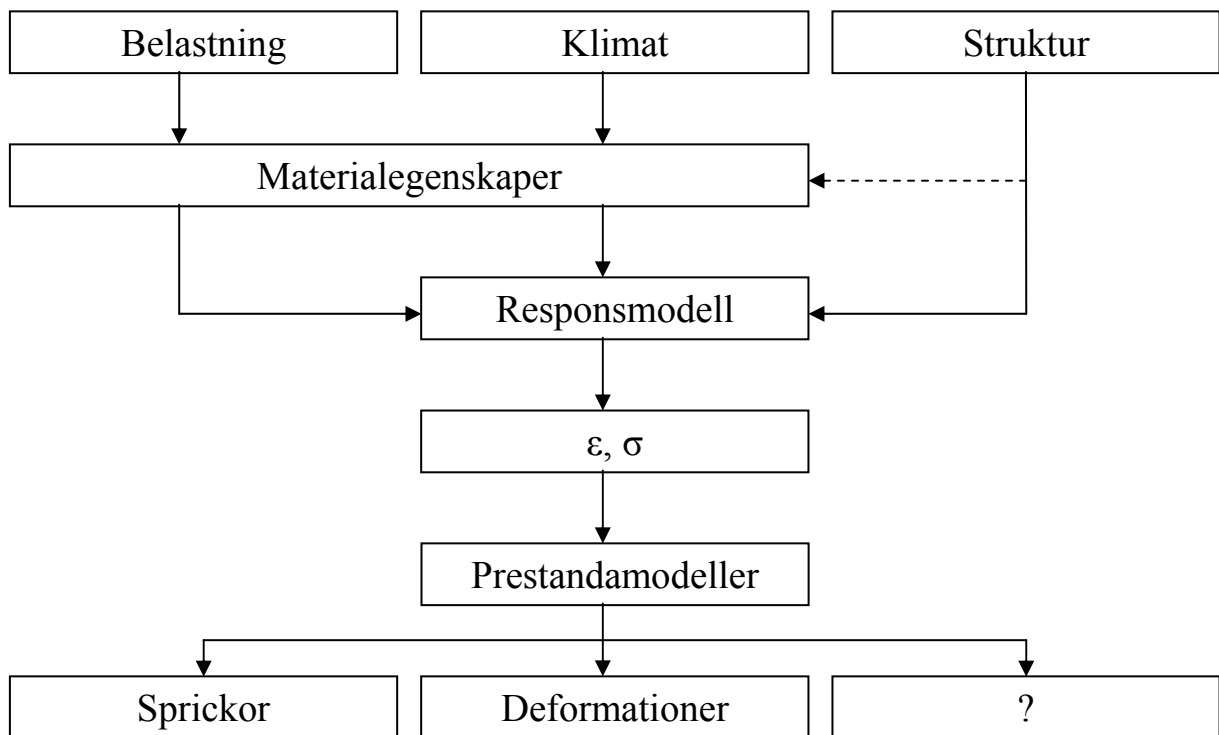 Belastning
Klimat
Struktur
Materialegenskaper
Responsmodell
ε, σ
Prestandamodeller
Sprickor
Deformationer
?